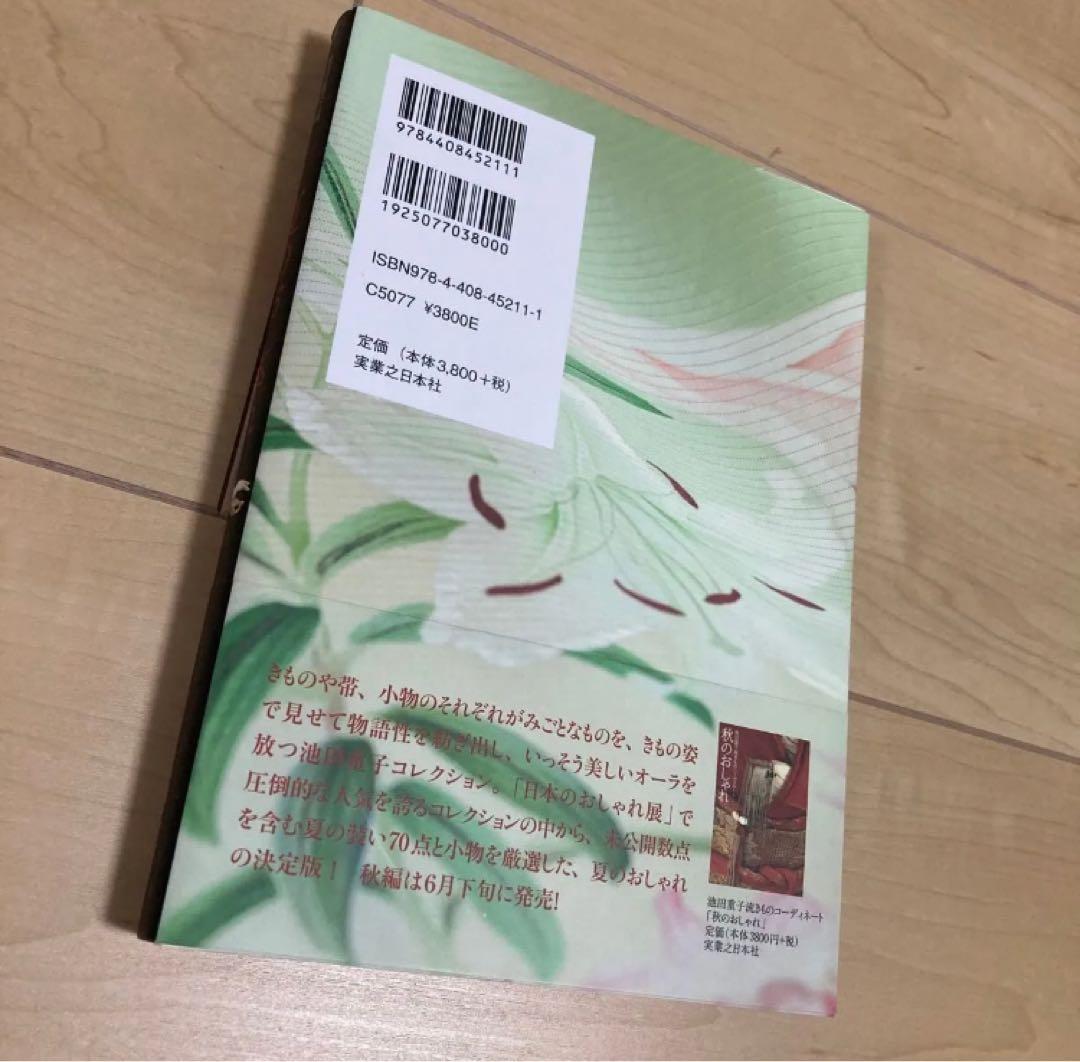 9784408452111
1925077038000
ISBN978-4-408-45211-1
C5077 ¥3800E
定価 (本体3,800+税)
実業之日本社
きものや帯、小物のそれぞれがみごとなものを、きもの姿
で見せて物語性を紡ぎ出し、いっそう美しいオーラを
放つ池田重子コレクション。「日本のおしゃれ展」で
圧倒的な人気を誇るコレクションの中から、未公開数点
を含む夏の装い70点と小物を厳選した、夏のおしゃれ
の決定版! 秋編は6月下旬に発売!
秋のおしゃれ
池田重子流きものコーディネート
「秋のおしゃれ」
定価(本体3800円+税)
実業之日本社